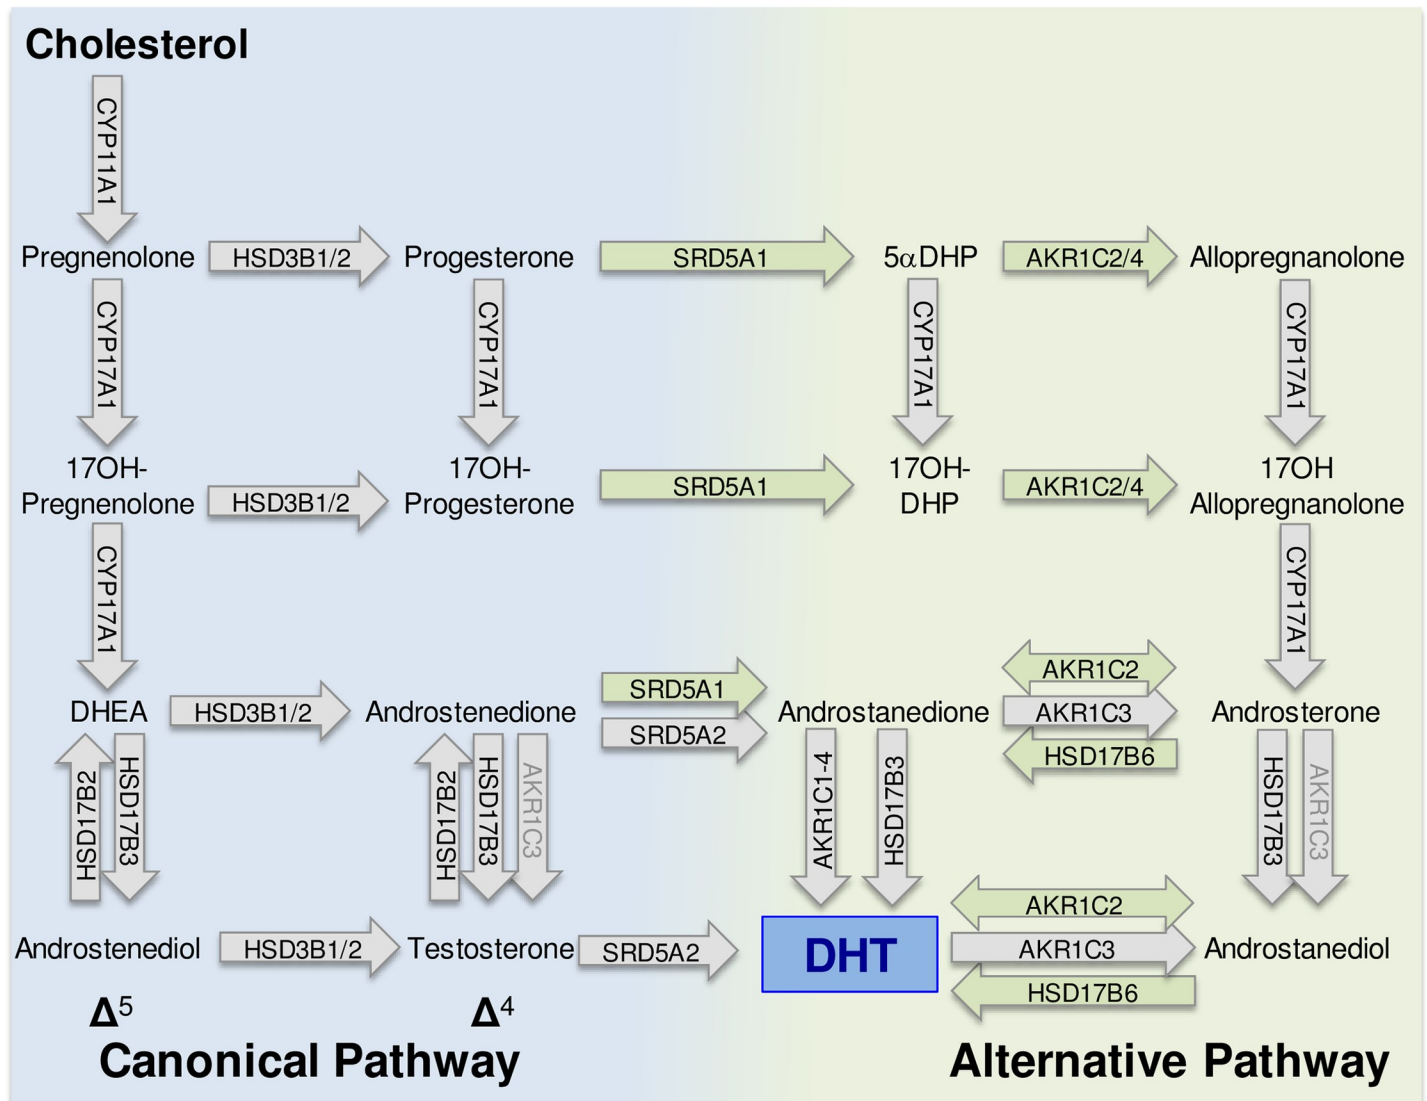 Cholesterol
CYP11A1
Pregnenolone
HSD3B1/2
Progesterone
SRD5A1
5αDHP
AKR1C2/4
Allopregnanolone
CYP17A1
CYP17A1
CYP17A1
CYP17A1
17OH-
Pregnenolone
HSD3B1/2
17OH-
Progesterone
SRD5A1
17OH-
DHP
AKR1C2/4
17OH
Allopregnanolone
CYP17A1
CYP17A1
DHEA
HSD3B1/2
Androstenedione
SRD5A1
SRD5A2
Androstanedione
AKR1C2
AKR1C3
HSD17B6
Androsterone
HSD17B2
HSD17B3
HSD17B2
HSD17B3
AKR1C3
AKR1C1-4
HSD17B3
HSD17B3
AKR1C3
Androstenediol
HSD3B1/2
Testosterone
SRD5A2
DHT
AKR1C2
AKR1C3
HSD17B6
Androstanediol
Δ5
Δ4
Canonical Pathway
Alternative Pathway